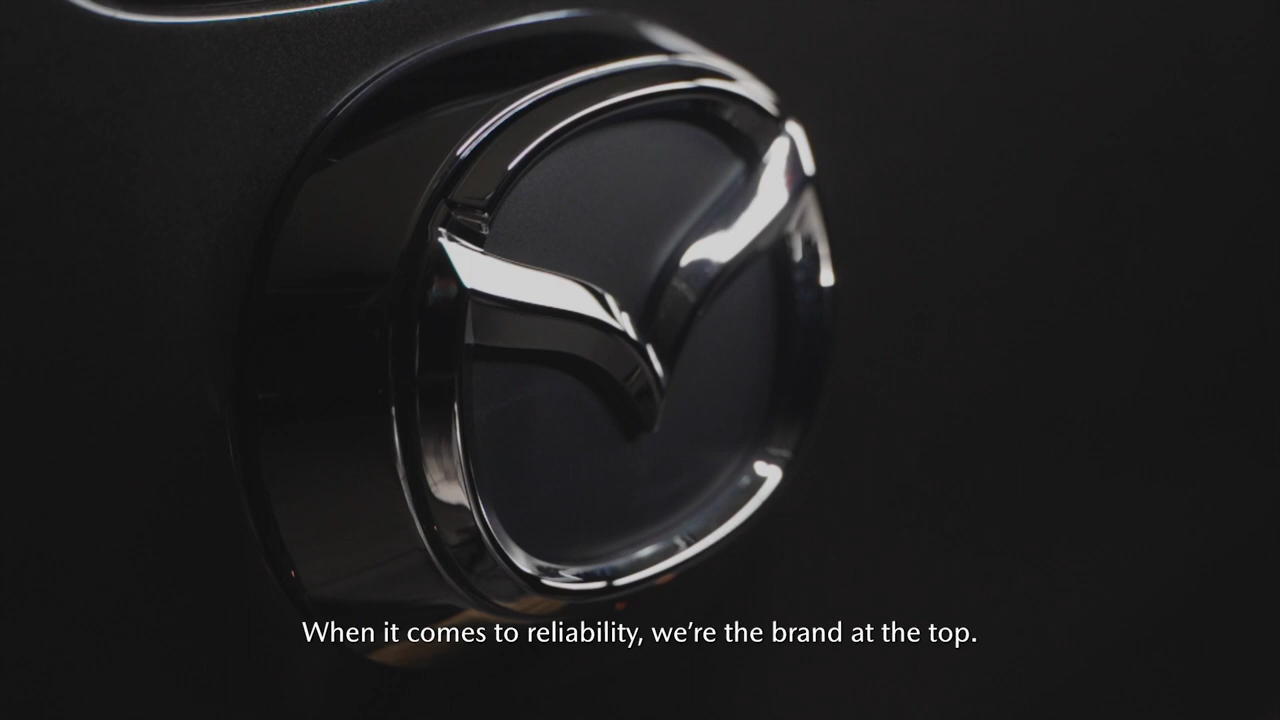 When it comes to reliability, we’re the brand at the top.